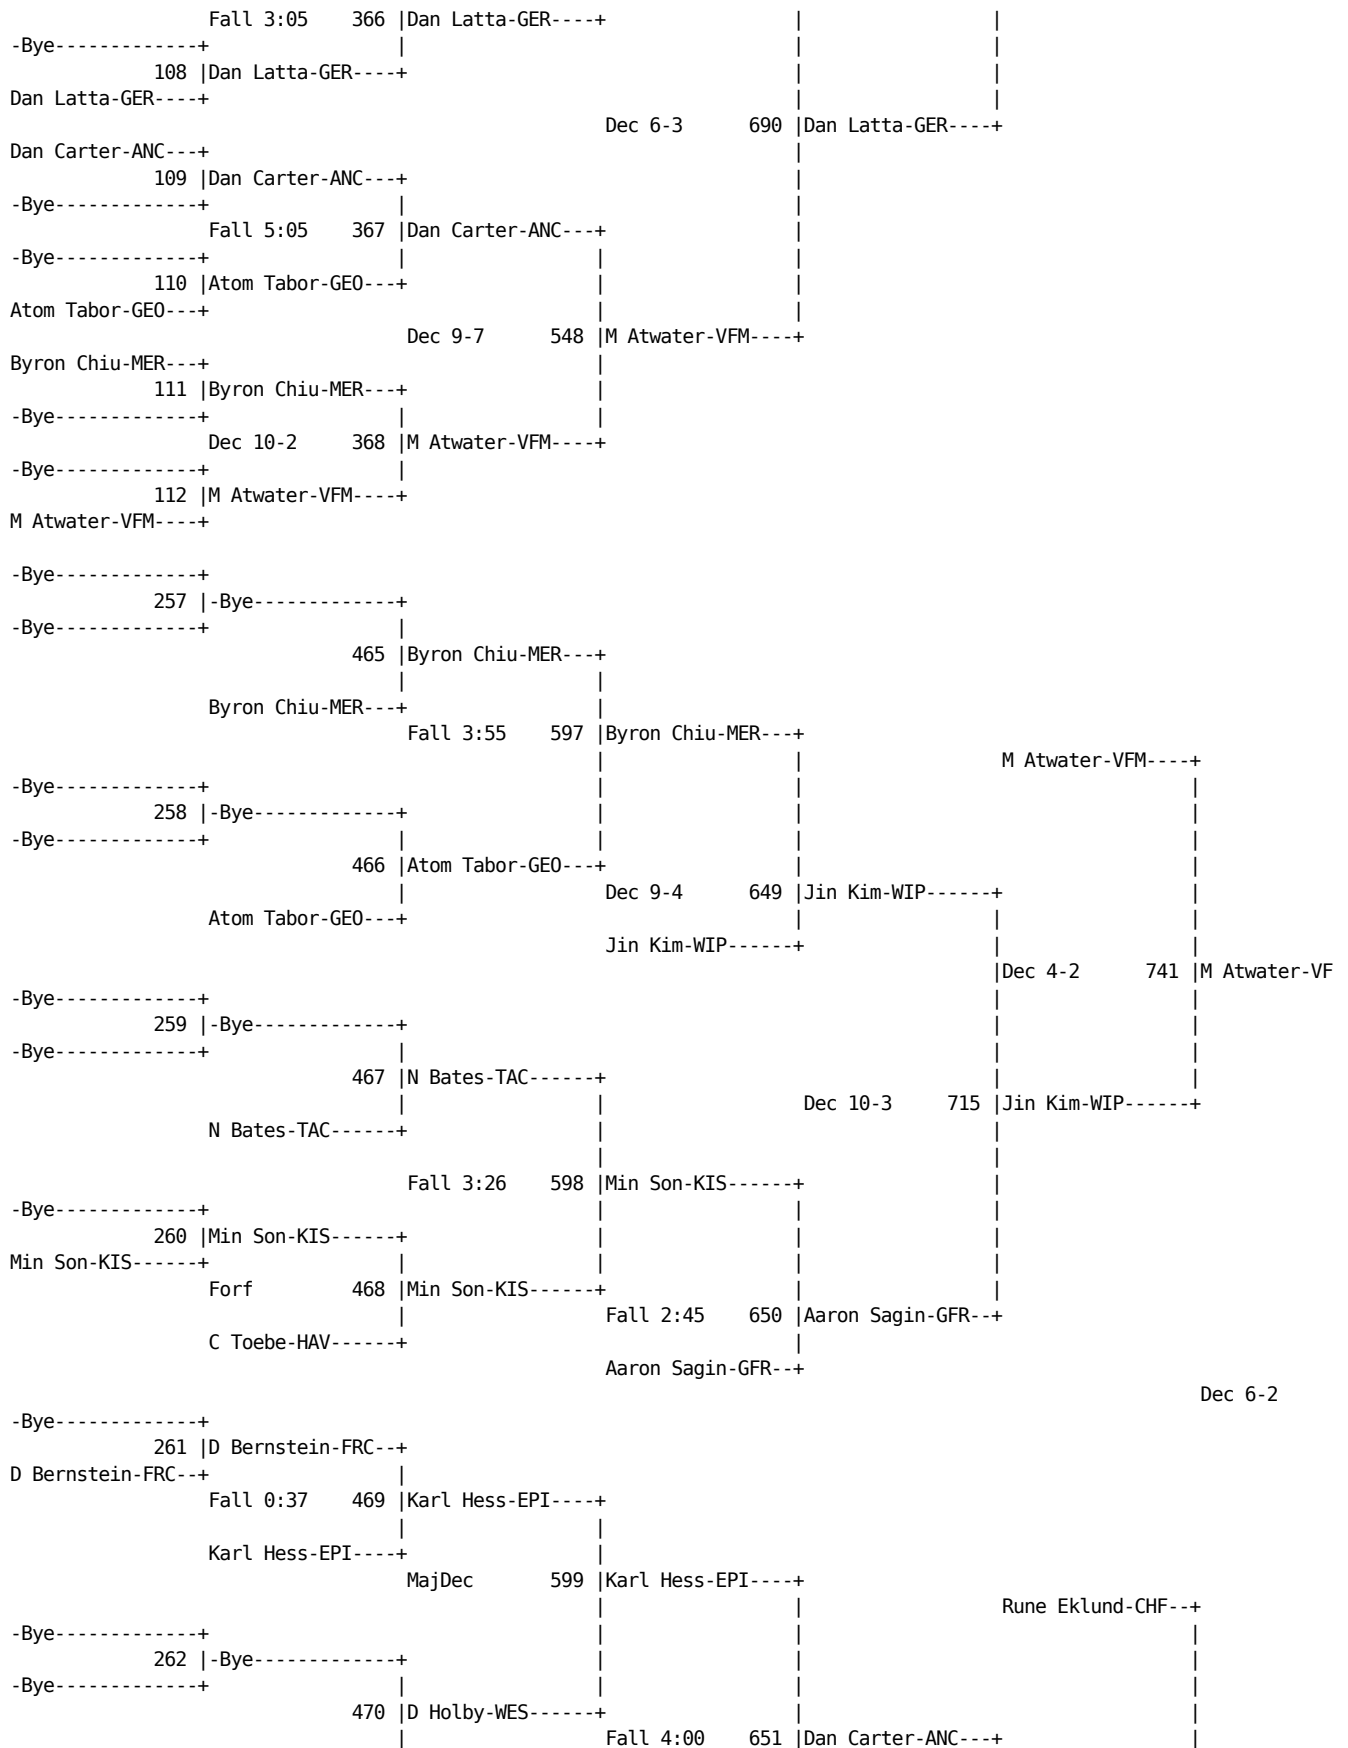 Fall 3:05 366 |Dan Latta-GER----+ | |
-Bye-------------+ | | |
108 |Dan Latta-GER----+ | |
Dan Latta-GER----+ | |
Dec 6-3 690 |Dan Latta-GER----+
Dan Carter-ANC---+ |
109 |Dan Carter-ANC---+ |
-Bye-------------+ | |
Fall 5:05 367 |Dan Carter-ANC---+ |
-Bye-------------+ | | |
110 |Atom Tabor-GEO---+ | |
Atom Tabor-GEO---+ | |
Dec 9-7 548 |M Atwater-VFM----+
Byron Chiu-MER---+ |
111 |Byron Chiu-MER---+ |
-Bye-------------+ | |
Dec 10-2 368 |M Atwater-VFM----+
-Bye-------------+ |
112 |M Atwater-VFM----+
M Atwater-VFM----+
-Bye-------------+
257 |-Bye-------------+
-Bye-------------+ |
465 |Byron Chiu-MER---+
| |
Byron Chiu-MER---+ |
Fall 3:55 597 |Byron Chiu-MER---+
| | M Atwater-VFM----+
-Bye-------------+ | | |
258 |-Bye-------------+ | | |
-Bye-------------+ | | | |
466 |Atom Tabor-GEO---+ | |
| Dec 9-4 649 |Jin Kim-WIP------+ |
Atom Tabor-GEO---+ | | |
Jin Kim-WIP------+ | |
|Dec 4-2 741 |M Atwater-VF
-Bye-------------+ | |
259 |-Bye-------------+ | |
-Bye-------------+ | | |
467 |N Bates-TAC------+ | |
| | Dec 10-3 715 |Jin Kim-WIP------+
N Bates-TAC------+ | |
| |
Fall 3:26 598 |Min Son-KIS------+ |
-Bye-------------+ | | |
260 |Min Son-KIS------+ | | |
Min Son-KIS------+ | | | |
Forf 468 |Min Son-KIS------+ | |
| Fall 2:45 650 |Aaron Sagin-GFR--+
C Toebe-HAV------+ |
Aaron Sagin-GFR--+
Dec 6-2
-Bye-------------+
261 |D Bernstein-FRC--+
D Bernstein-FRC--+ |
Fall 0:37 469 |Karl Hess-EPI----+
| |
Karl Hess-EPI----+ |
MajDec 599 |Karl Hess-EPI----+
| | Rune Eklund-CHF--+
-Bye-------------+ | | |
262 |-Bye-------------+ | | |
-Bye-------------+ | | | |
470 |D Holby-WES------+ | |
| Fall 4:00 651 |Dan Carter-ANC---+ |